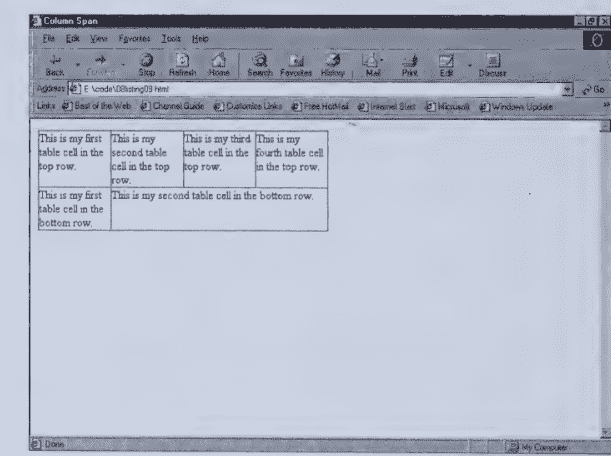 Column Span
File Edit View Favorites Tools Help
Back Forward Stop Refresh Home Search Favorites History Mail Print Edit Discuss
Address E:\code\08listing03.html Go
Links Best of the Web Channel Guide Customize Links Free HotMail Internet Start Microsoft Windows Update
This is my first table cell in the top row.
This is my second table cell in the top row.
This is my third table cell in the top row.
This is my fourth table cell in the top row.
This is my first table cell in the bottom row.
This is my second table cell in the bottom row.
Done My Computer